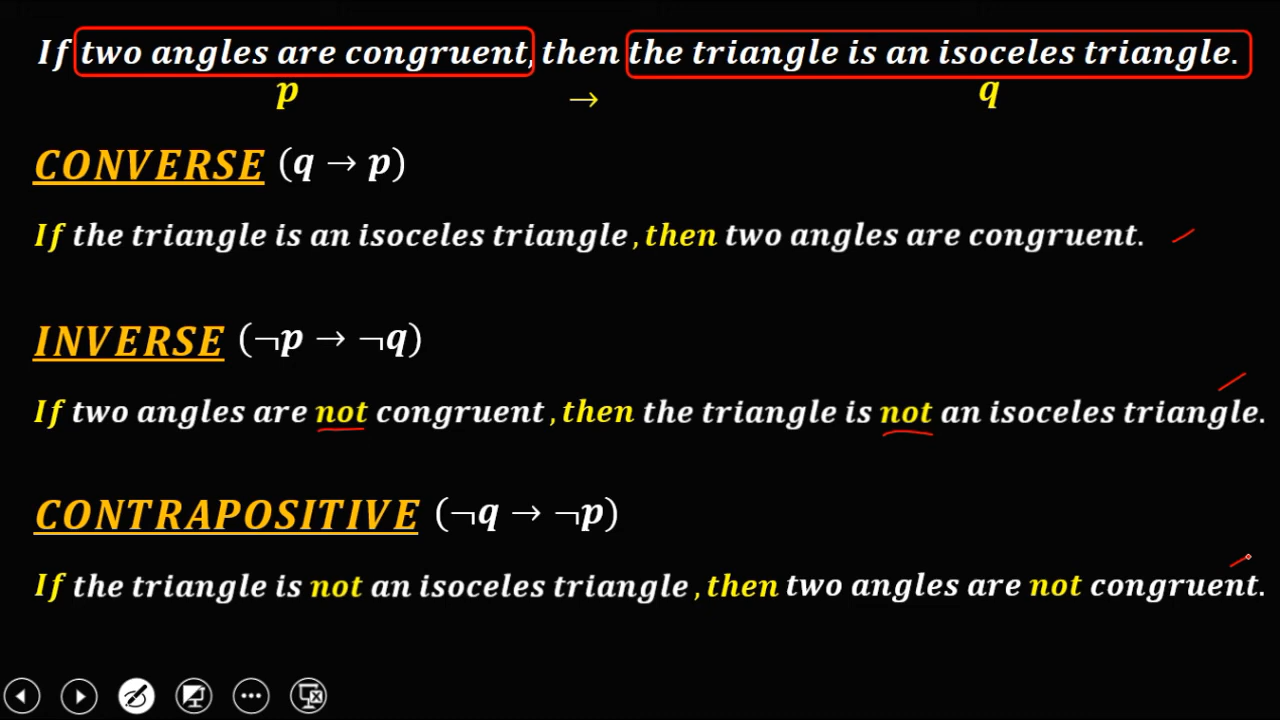 If two angles are congruent, then the triangle is an isoceles triangle.
p → q
CONVERSE (q → p)
If the triangle is an isoceles triangle, then two angles are congruent.
INVERSE (¬p → ¬q)
If two angles are not congruent, then the triangle is not an isoceles triangle.
CONTRAPOSITIVE (¬q → ¬p)
If the triangle is not an isoceles triangle, then two angles are not congruent.